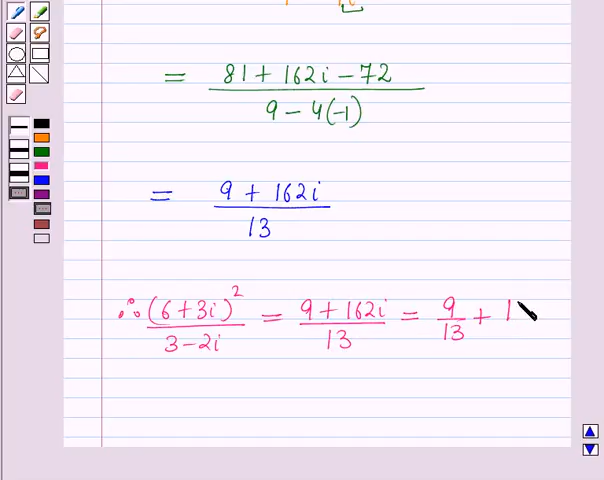 = (81 + 162i - 72) / (9 - 4(-1))
= (9 + 162i) / 13
∴ (6 + 3i)² / (3 - 2i) = (9 + 162i) / 13 = 9/13 + 1